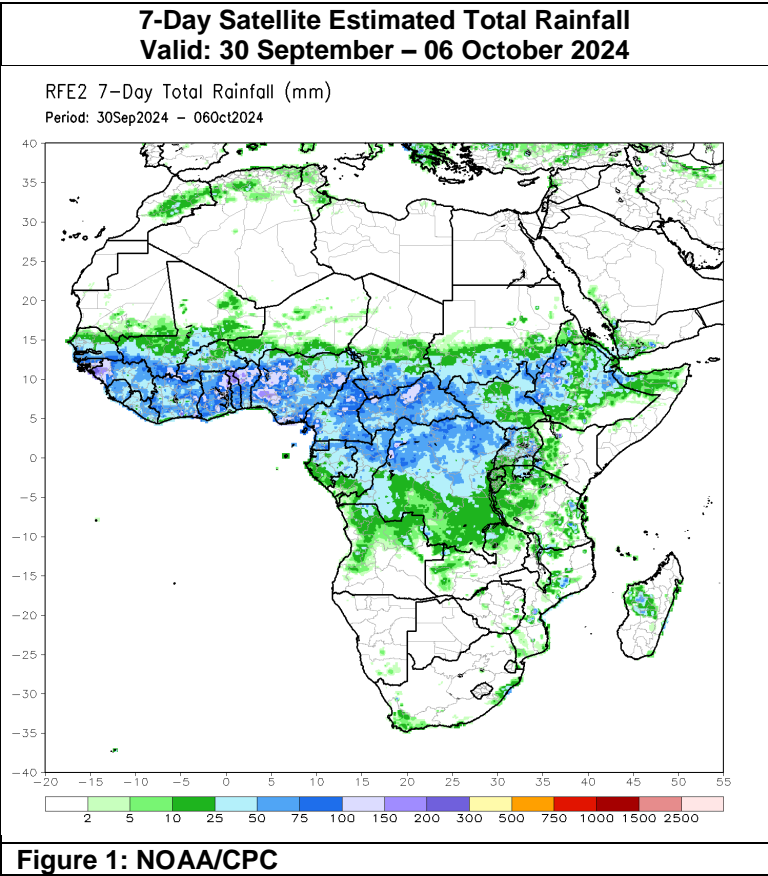 7-Day Satellite Estimated Total Rainfall
Valid: 30 September – 06 October 2024
RFE2 7-Day Total Rainfall (mm)
Period: 30Sep2024 – 06Oct2024
40
35
30
25
20
15
10
5
0
−5
−10
−15
−20
−25
−30
−35
−40
−20 −15 −10 −5 0 5 10 15 20 25 30 35 40 45 50 55
2 5 10 25 50 75 100 150 200 300 500 750 1000 1500 2500
Figure 1: NOAA/CPC